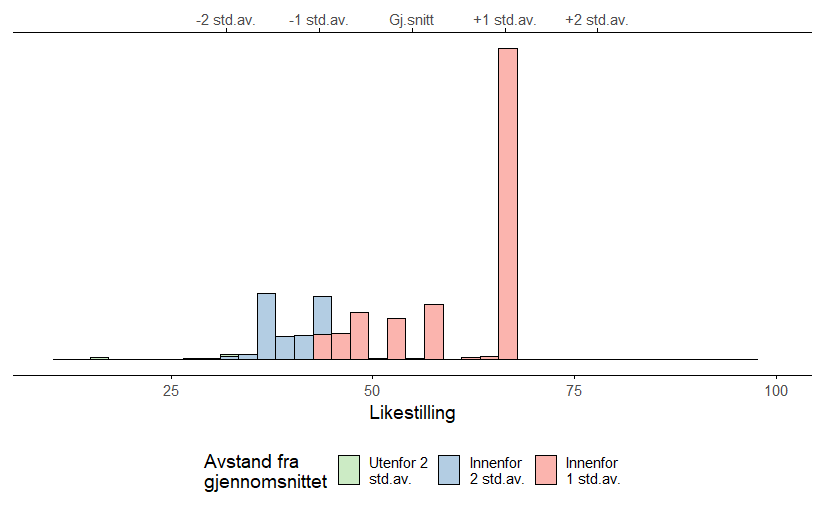 -2 std.av. -1 std.av. Gj.snitt +1 std.av. +2 std.av.
25 50 75 100
Likestilling
Avstand fra
gjennomsnittet
Utenfor 2
std.av.
Innenfor
2 std.av.
Innenfor
1 std.av.